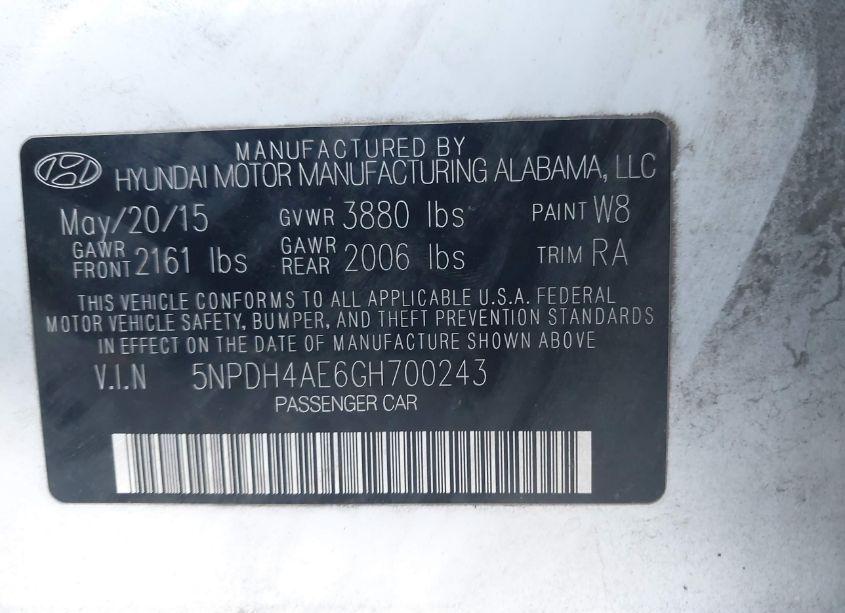 MANUFACTURED BY
HYUNDAI MOTOR MANUFACTURING ALABAMA, LLC
May/20/15 GVWR 3880 lbs PAINT W8
GAWR FRONT 2161 lbs GAWR REAR 2006 lbs TRIM RA
THIS VEHICLE CONFORMS TO ALL APPLICABLE U.S.A. FEDERAL
MOTOR VEHICLE SAFETY, BUMPER, AND THEFT PREVENTION STANDARDS
IN EFFECT ON THE DATE OF MANUFACTURE SHOWN ABOVE
V.I.N 5NPDH4AE6GH700243
PASSENGER CAR